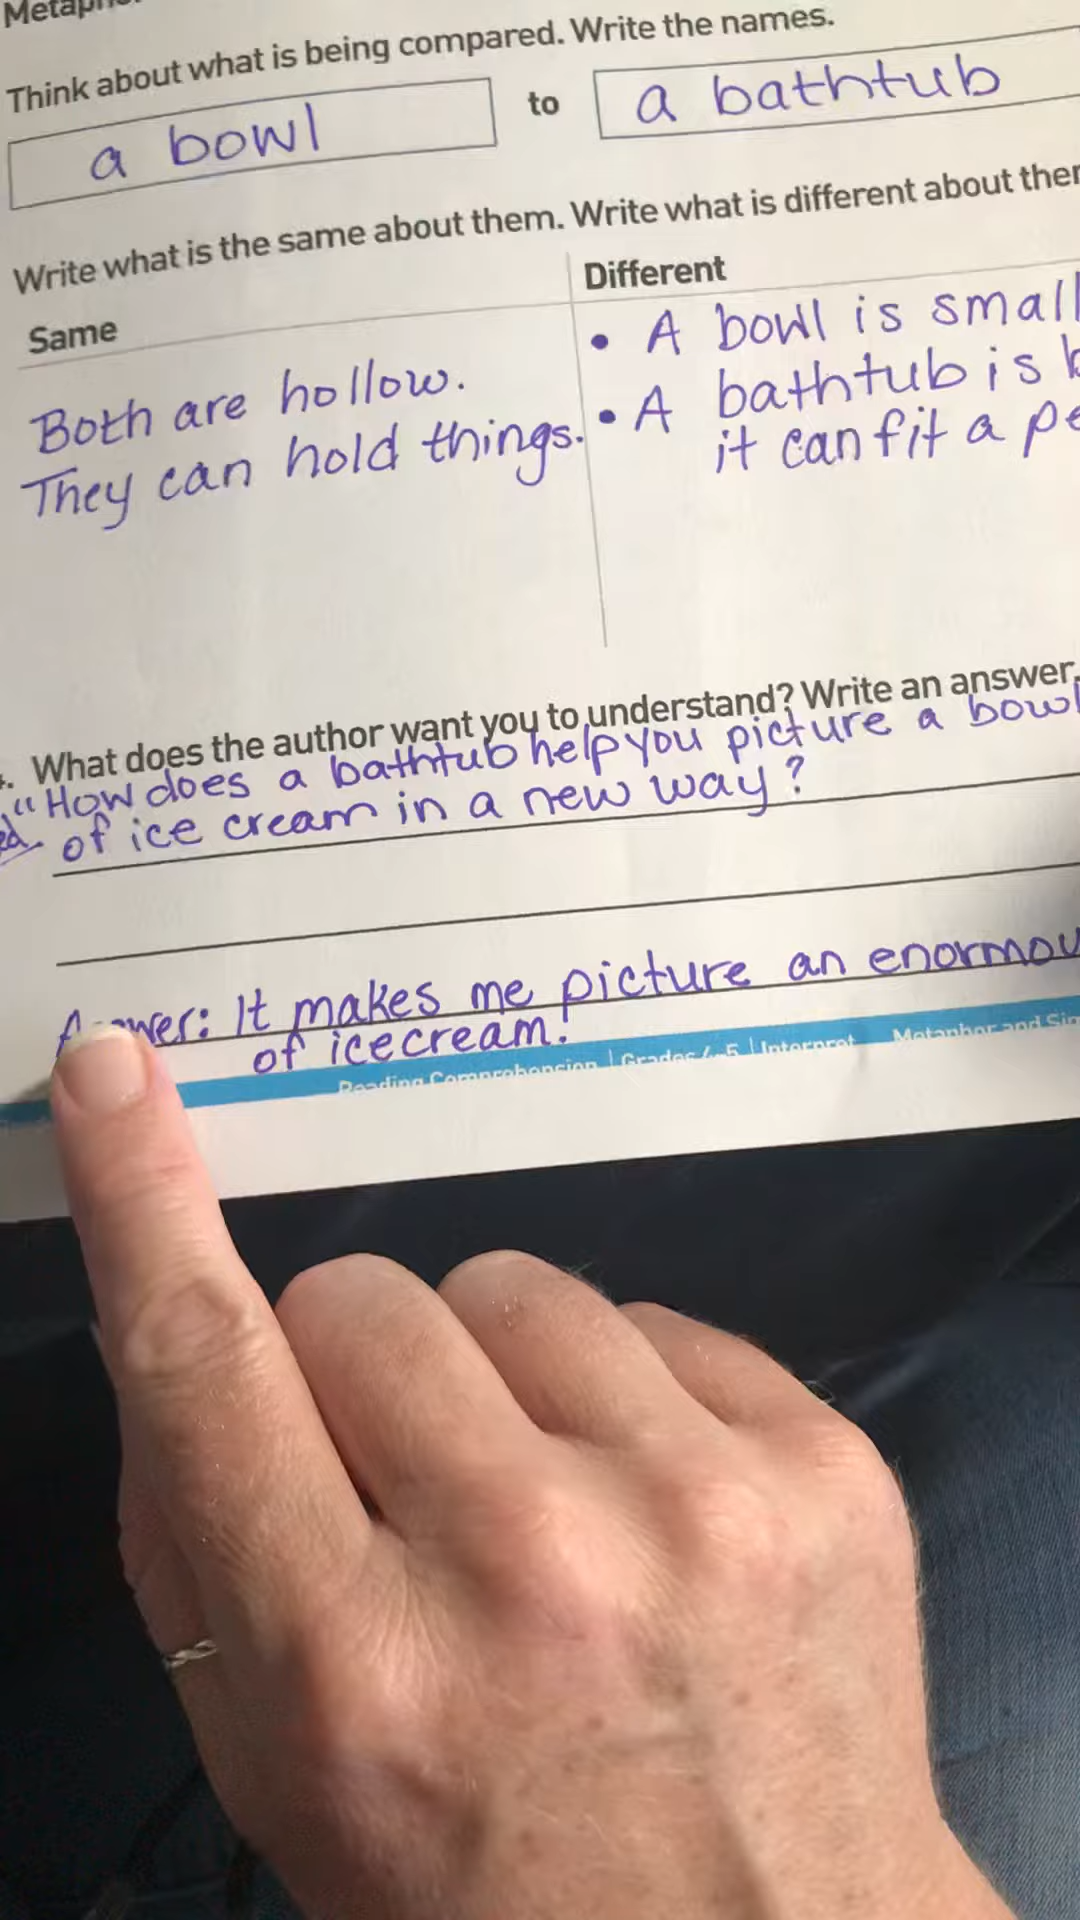 Think about what is being compared. Write the names.
a bowl to a bathtub
Write what is the same about them. Write what is different about
Same Different
Both are hollow.
They can hold things.
• A bowl is
• A bathtub is
it can fit a
What does the author want you to understand? Write an answer.
"How does a bathtub help you picture a bowl
of ice cream in a new way?
It makes me picture an
of icecream!
Reading Comprehension | Grades 4-5 | Interpret Metaphor and